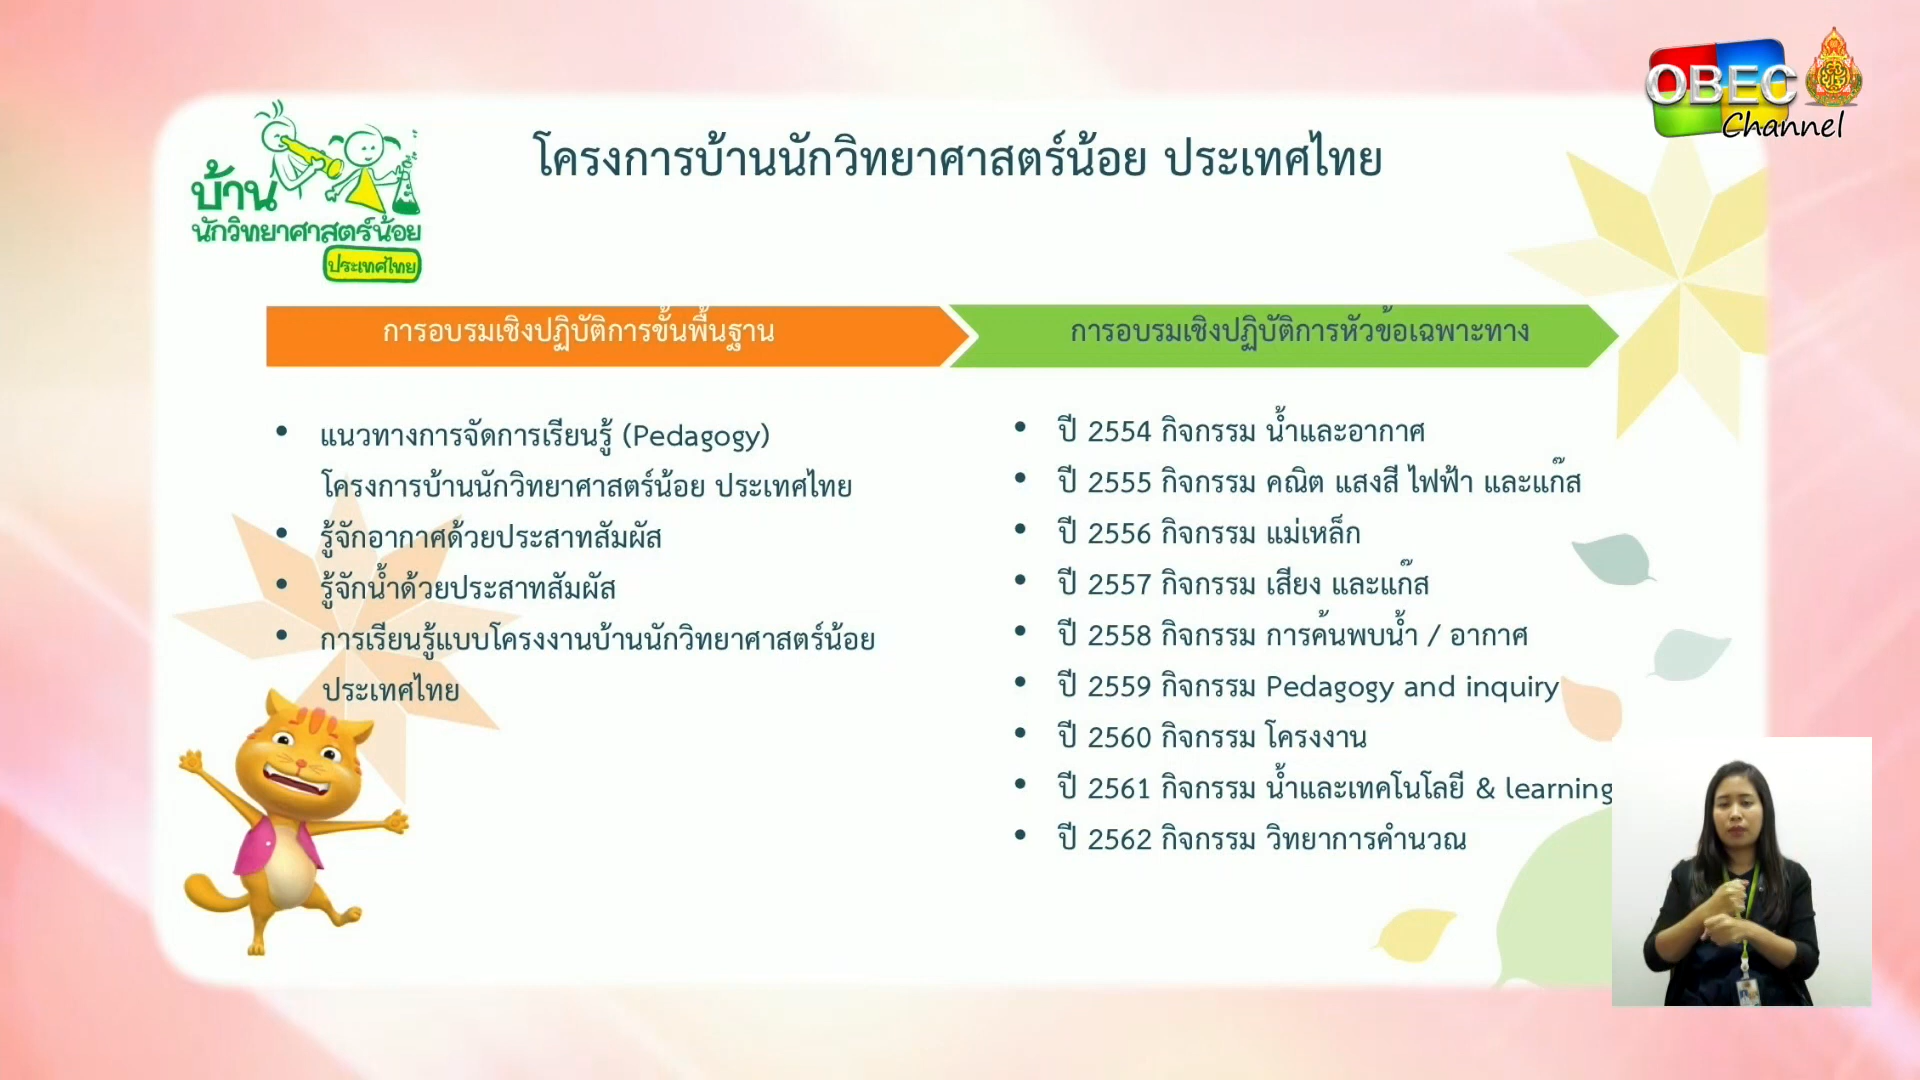 OBEC
Channel
บ้าน
นักวิทยาศาสตร์น้อย
ประเทศไทย
โครงการบ้านนักวิทยาศาสตร์น้อย ประเทศไทย
การอบรมเชิงปฏิบัติการขั้นพื้นฐาน
• แนวทางการจัดการเรียนรู้ (Pedagogy)
โครงการบ้านนักวิทยาศาสตร์น้อย ประเทศไทย
• รู้จักอากาศด้วยประสาทสัมผัส
• รู้จักน้ำด้วยประสาทสัมผัส
• การเรียนรู้แบบโครงงานบ้านนักวิทยาศาสตร์น้อย
ประเทศไทย
การอบรมเชิงปฏิบัติการหัวข้อเฉพาะทาง
• ปี 2554 กิจกรรม น้ำและอากาศ
• ปี 2555 กิจกรรม คณิต แสงสี ไฟฟ้า และแก๊ส
• ปี 2556 กิจกรรม แม่เหล็ก
• ปี 2557 กิจกรรม เสียง และแก๊ส
• ปี 2558 กิจกรรม การค้นพบน้ำ / อากาศ
• ปี 2559 กิจกรรม Pedagogy and inquiry
• ปี 2560 กิจกรรม โครงงาน
• ปี 2561 กิจกรรม น้ำและเทคโนโลยี & learning
• ปี 2562 กิจกรรม วิทยาการคำนวณ